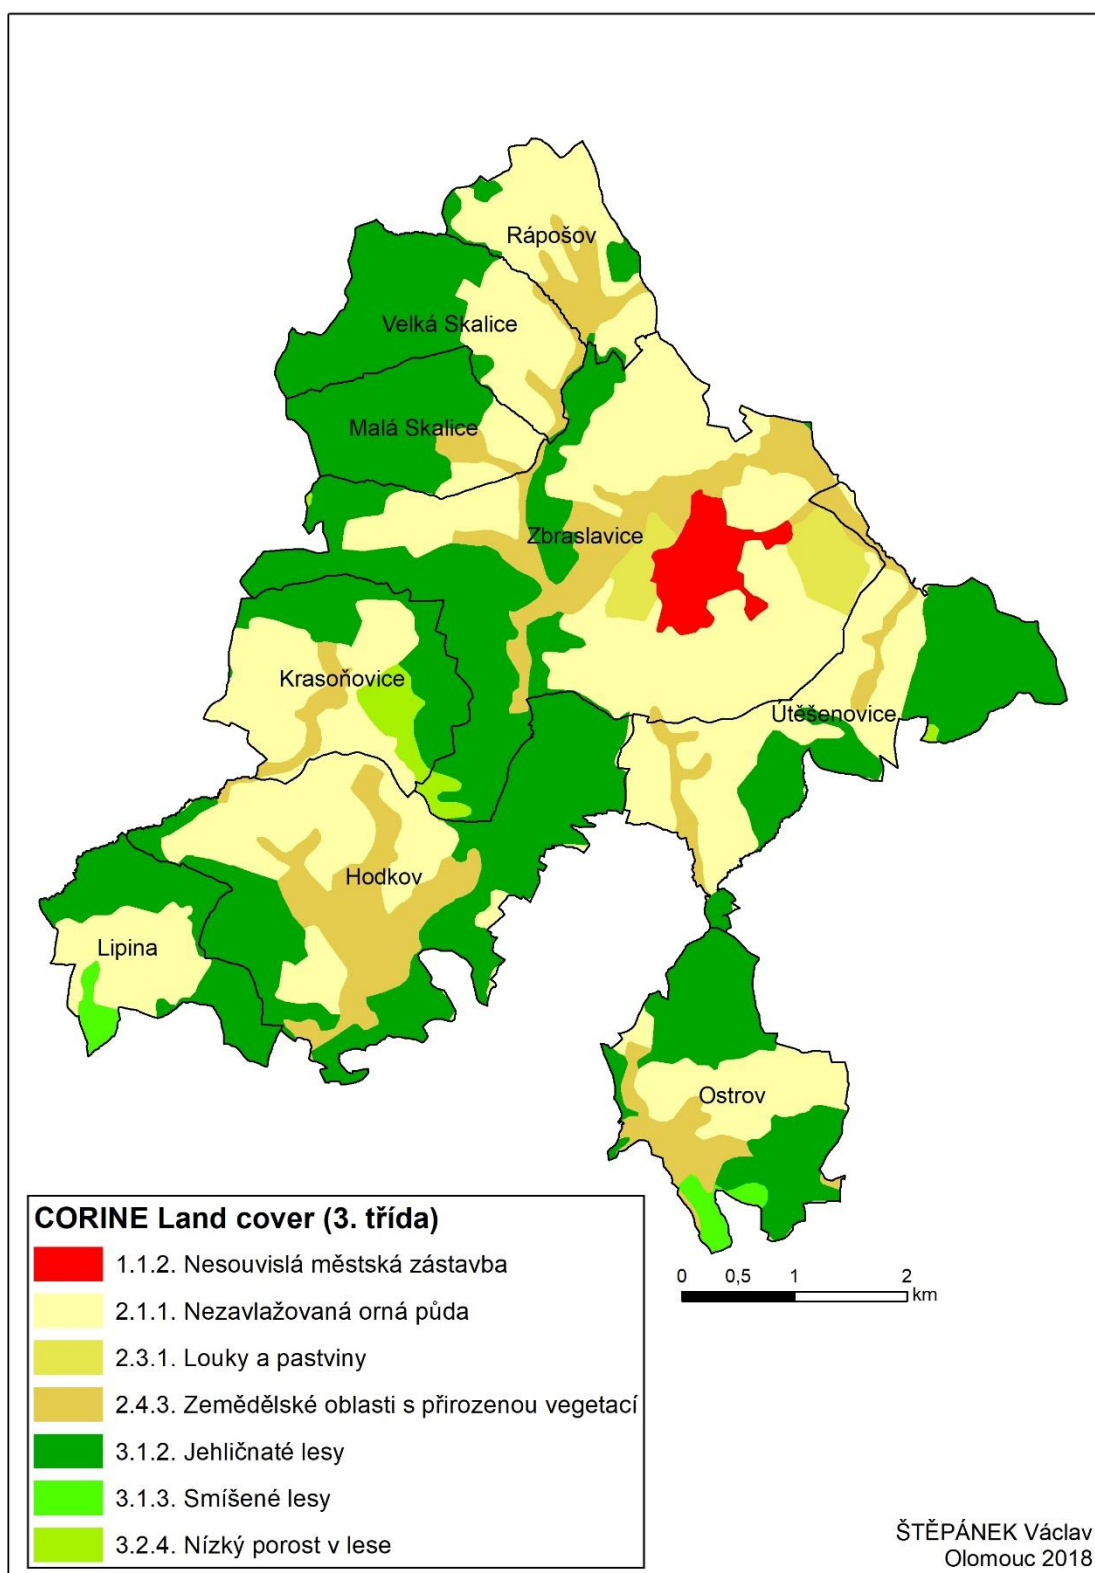 Rápošov
Velká Skalice
Malá Skalice
Zbraslavice
Krasoňovice
Útěšenovice
Hodkov
Lipina
Ostrov
CORINE Land cover (3. třída)
1.1.2. Nesouvislá městská zástavba
2.1.1. Nezavlažovaná orná půda
2.3.1. Louky a pastviny
2.4.3. Zemědělské oblasti s přirozenou vegetací
3.1.2. Jehličnaté lesy
3.1.3. Smíšené lesy
3.2.4. Nízký porost v lese
0 0,5 1 2
km
ŠTĚPÁNEK Václav
Olomouc 2018